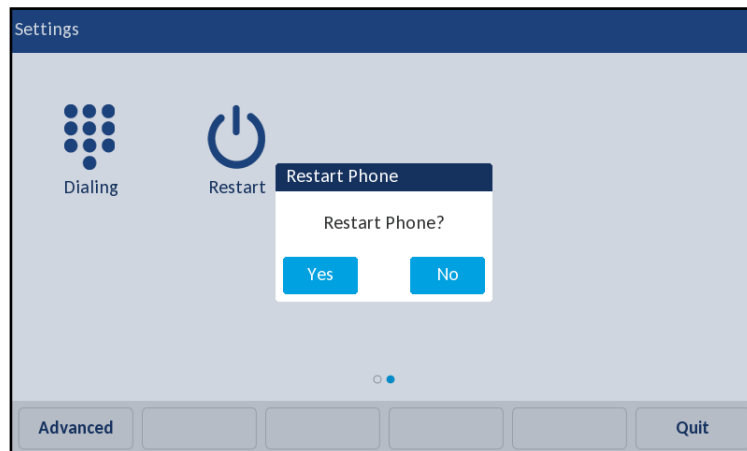 Settings
Dialing
Restart
Restart Phone
Restart Phone?
Yes
No
Advanced
Quit